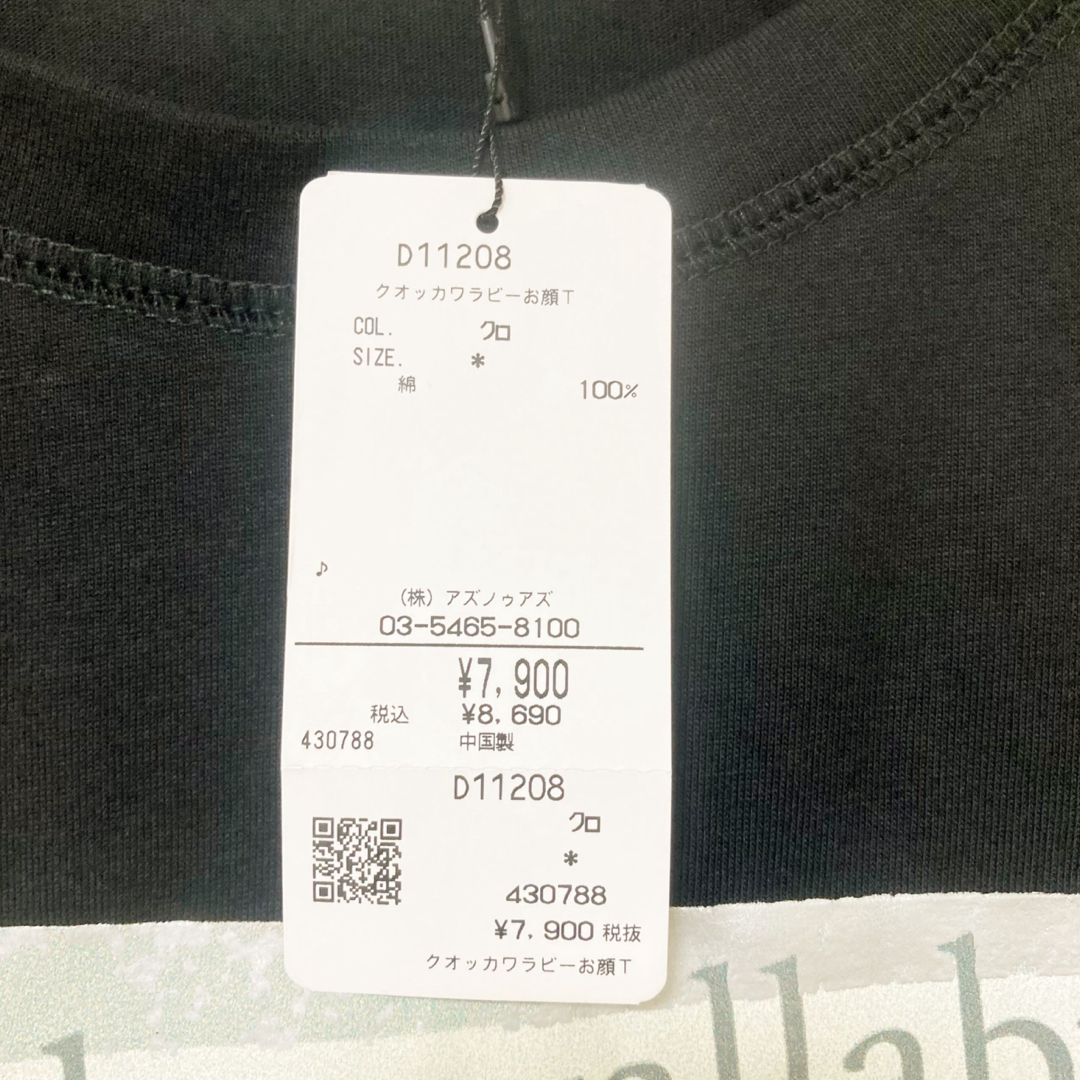 D11208
クオッカワラビーお顔T
COL. クロ
SIZE. *
綿 100%
♪
(株) アズノゥアズ
03-5465-8100
¥7,900
税込 ¥8,690
430788 中国製
D11208
クロ
*
430788
¥7,900 税抜
クオッカワラビーお顔T